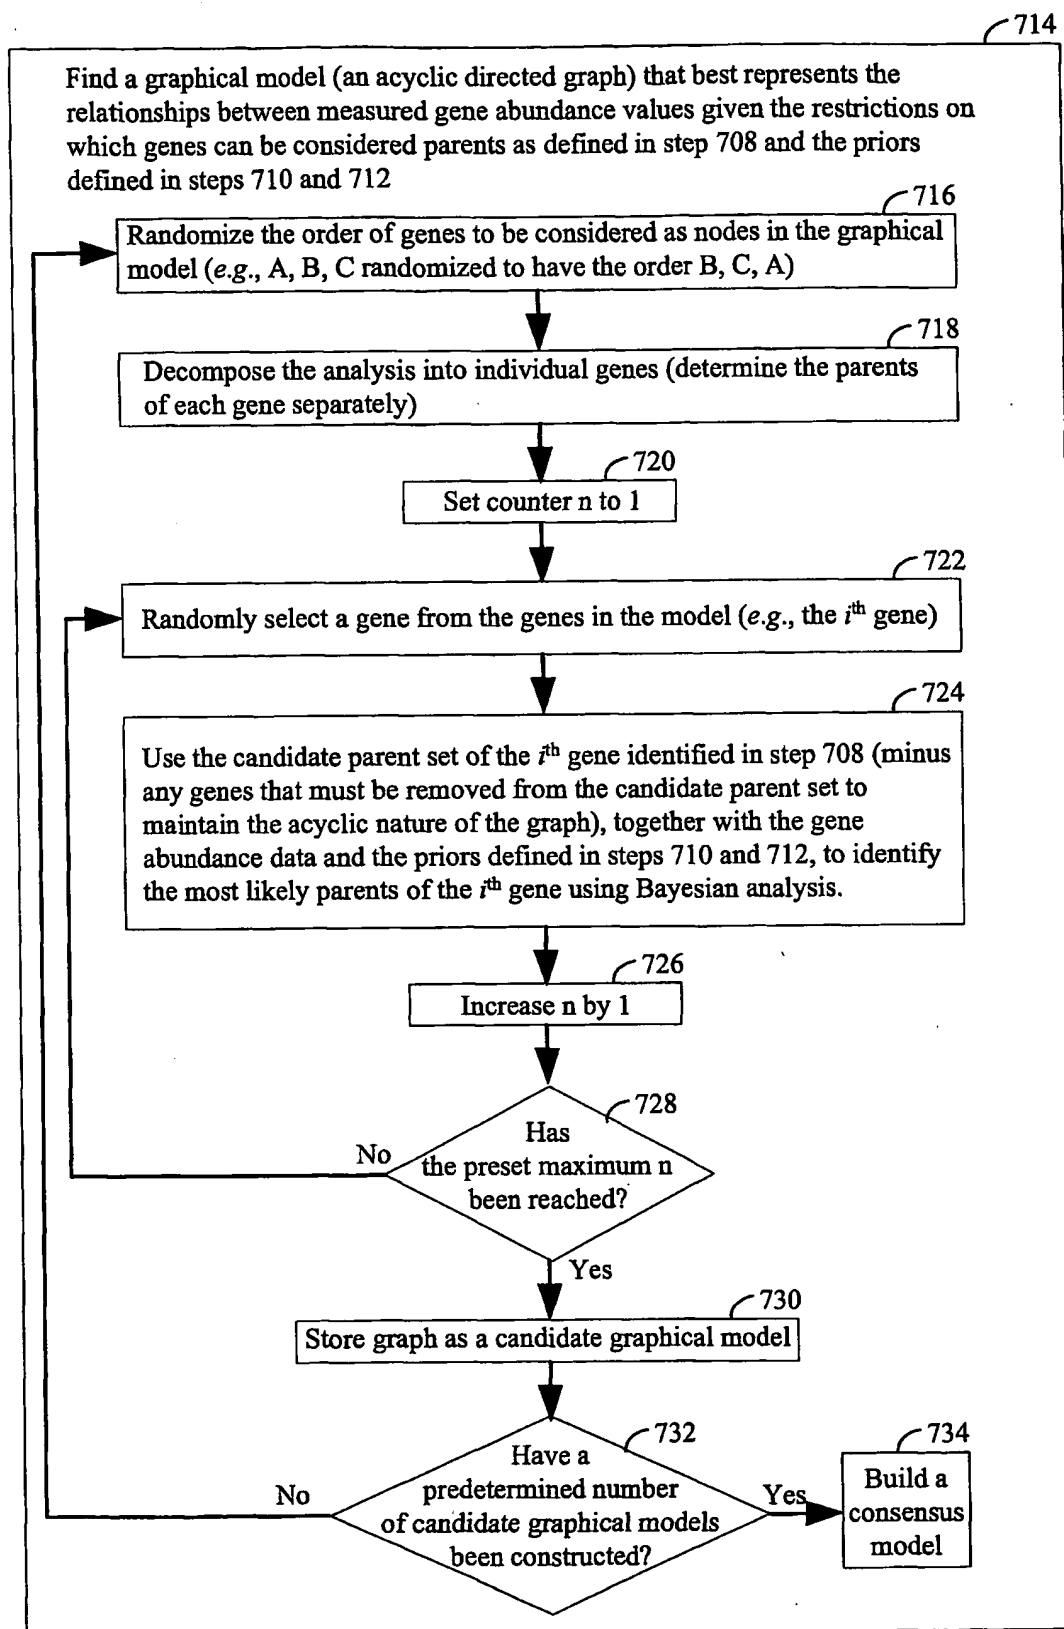 714
Find a graphical model (an acyclic directed graph) that best represents the
relationships between measured gene abundance values given the restrictions on
which genes can be considered parents as defined in step 708 and the priors
defined in steps 710 and 712
716
Randomize the order of genes to be considered as nodes in the graphical
model (e.g., A, B, C randomized to have the order B, C, A)
718
Decompose the analysis into individual genes (determine the parents
of each gene separately)
720
Set counter n to 1
722
Randomly select a gene from the genes in the model (e.g., the ith gene)
724
Use the candidate parent set of the ith gene identified in step 708 (minus
any genes that must be removed from the candidate parent set to
maintain the acyclic nature of the graph), together with the gene
abundance data and the priors defined in steps 710 and 712, to identify
the most likely parents of the ith gene using Bayesian analysis.
726
Increase n by 1
728
Has
the preset maximum n
been reached?
No
Yes
730
Store graph as a candidate graphical model
732
Have a
predetermined number
of candidate graphical models
been constructed?
No
Yes
734
Build a
consensus
model